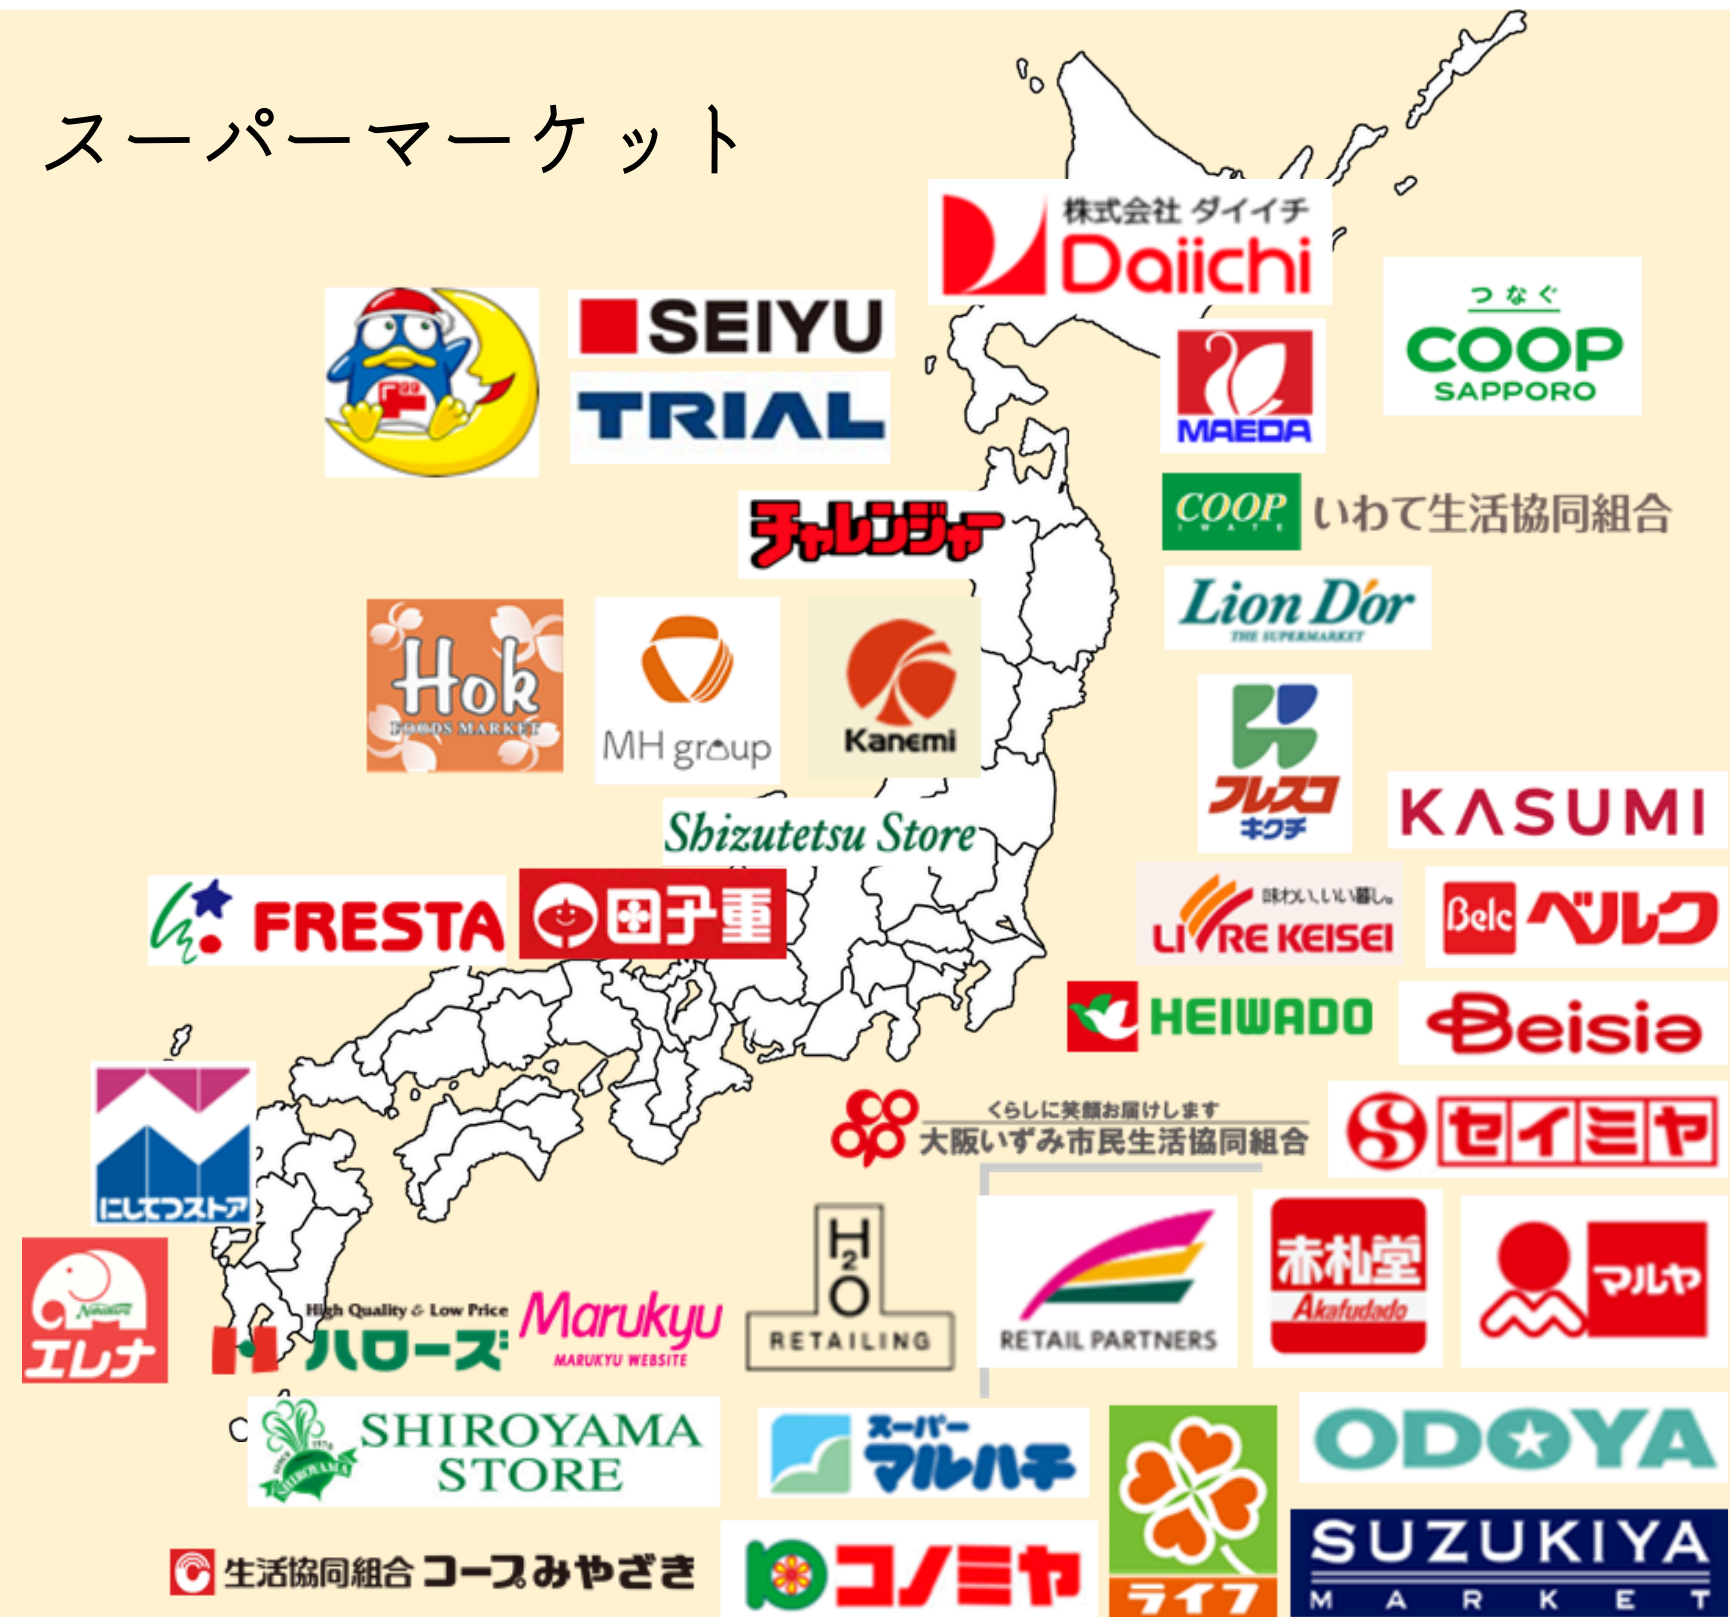 スーパーマーケット
株式会社 ダイイチ
Daiichi
つなぐ
COOP
SAPPORO
SEIYU
TRIAL
MAEDA
チャレンジャー
COOP
IWATE
いわて生活協同組合
Lion D'or
THE SUPERMARKET
Hok
FOODS MARKET
MH group
Kanemi
フレスコ
キクチ
KASUMI
Shizutetsu Store
FRESTA
田子重
味わい、いい暮し。
LIVRE KEISEI
Belc ベルク
HEIWADO
Beisia
くらしに笑顔お届けします
大阪いずみ市民生活協同組合
セイミヤ
にしてつストア
エレナ
High Quality & Low Price
ハローズ
Marukyu
MARUKYU WEBSITE
H2O
RETAILING
RETAIL PARTNERS
赤札堂
Akafudado
マルヤ
SINCE 1970
SHIROYAMA
SHIROYAMA
STORE
スーパー
マルハチ
ライフ
ODOYA
生活協同組合 コープみやざき
コノミヤ
SUZUKIYA
MARKET